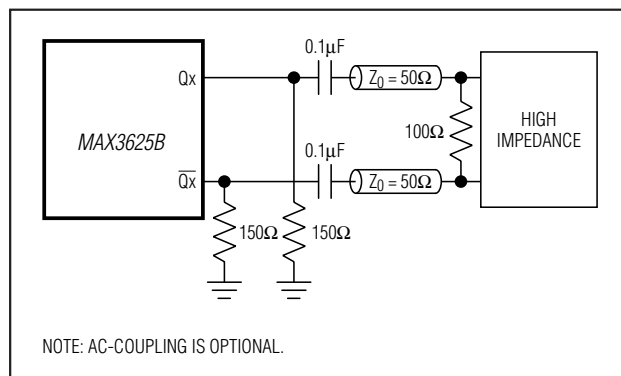 0.1μF
Qx
Z0 = 50Ω
MAX3625B
100Ω
HIGH
IMPEDANCE
0.1μF
Q̅x̅
Z0 = 50Ω
150Ω
150Ω
NOTE: AC-COUPLING IS OPTIONAL.